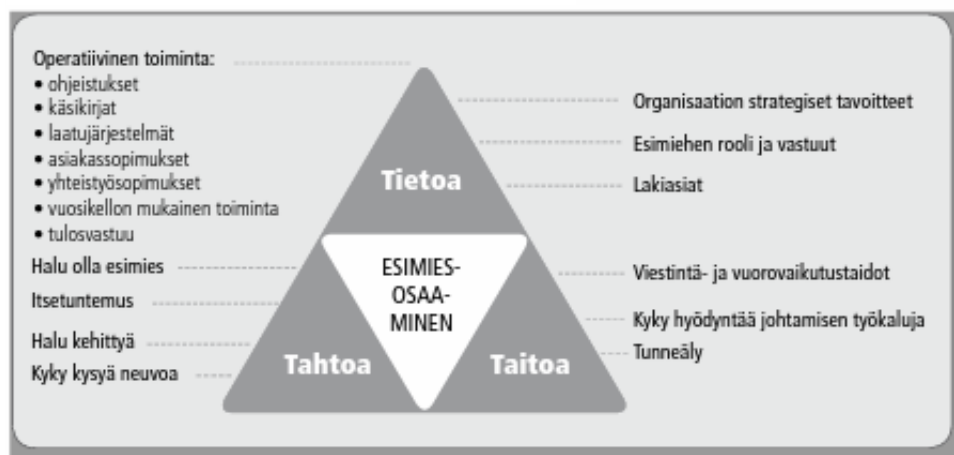 Operatiivinen toiminta:
• ohjeistukset
• käsikirjat
• laatujärjestelmät
• asiakassopimukset
• yhteistyösopimukset
• vuosikellon mukainen toiminta
• tulosvastuu
Organisaation strategiset tavoitteet
Esimiehen rooli ja vastuut
Lakiasiat
Tietoa
Halu olla esimies
Itsetuntemus
Halu kehittyä
Kyky kysyä neuvoa
ESIMIES-
OSAA-
MINEN
Viestintä- ja vuorovaikutustaidot
Kyky hyödyntää johtamisen työkaluja
Tunneäly
Tahtoa
Taitoa